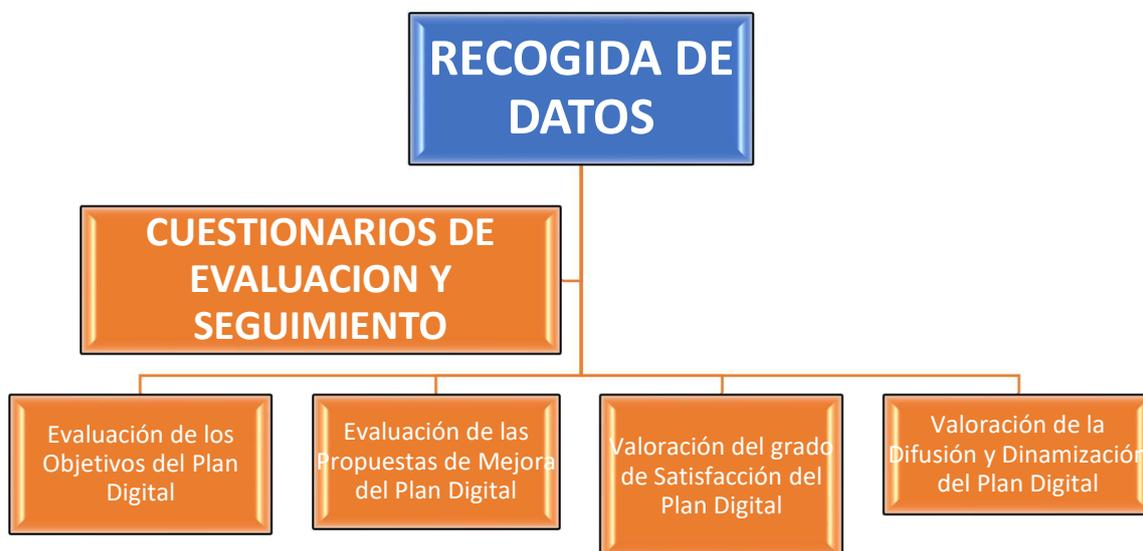 RECOGIDA DE
DATOS
CUESTIONARIOS DE
EVALUACION Y
SEGUIMIENTO
Evaluación de los
Objetivos del Plan
Digital
Evaluación de las
Propuestas de Mejora
del Plan Digital
Valoración del grado
de Satisfacción del
Plan Digital
Valoración de la
Difusión y Dinamización
del Plan Digital